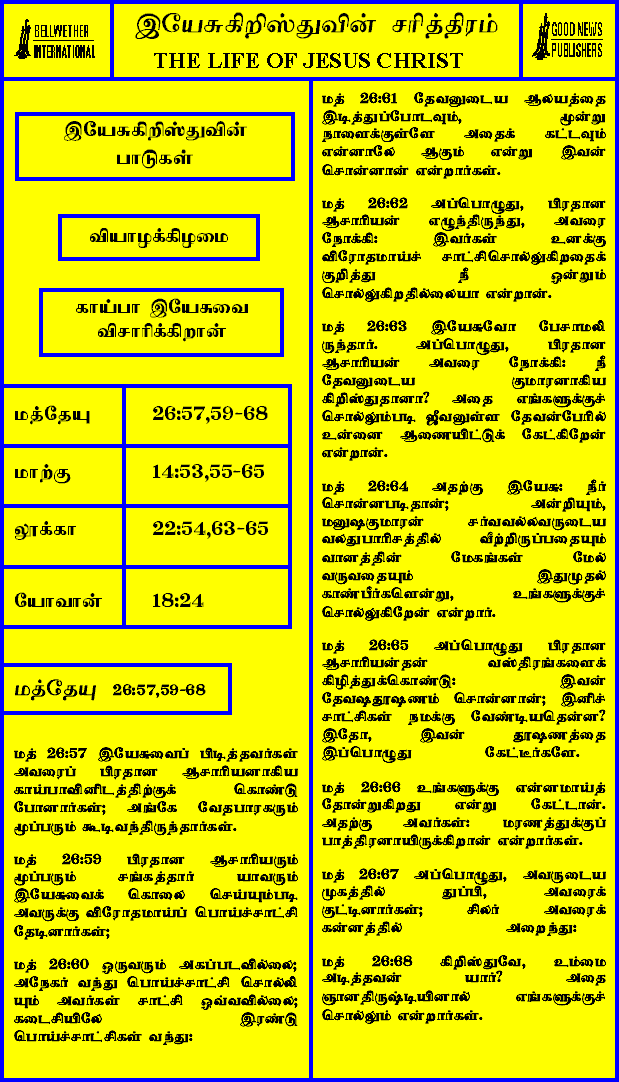 BELLWETHER
INTERNATIONAL
இயேசுகிறிஸ்துவின் சரித்திரம்
THE LIFE OF JESUS CHRIST
GOOD NEWS
PUBLISHERS
இயேசுகிறிஸ்துவின்
பாடுகள்
வியாழக்கிழமை
காய்பா இயேசுவை
விசாரிக்கிறான்
மத்தேயு 26:57,59-68
மாற்கு 14:53,55-65
லூக்கா 22:54,63-65
யோவான் 18:24
மத்தேயு 26:57,59-68
மத் 26:57 இயேசுவைப் பிடித்தவர்கள்
அவரைப் பிரதான ஆசாரியனாகிய
காய்பாவினிடத்திற்குக் கொண்டு
போனார்கள்; அங்கே வேதபாரகரும்
மூப்பரும் கூடிவந்திருந்தார்கள்.
மத் 26:59 பிரதான ஆசாரியரும்
மூப்பரும் சங்கத்தார் யாவரும்
இயேசுவைக் கொலை செய்யும்படி
அவருக்கு விரோதமாய்ப் பொய்ச்சாட்சி
தேடினார்கள்;
மத் 26:60 ஒருவரும் அகப்படவில்லை;
அநேகர் வந்து பொய்ச்சாட்சி சொல்லி
யும் அவர்கள் சாட்சி ஒவ்வவில்லை;
கடைசியிலே இரண்டு
பொய்ச்சாட்சிகள் வந்து:
மத் 26:61 தேவனுடைய ஆலயத்தை
இடித்துப்போடவும், மூன்று
நாளைக்குள்ளே அதைக் கட்டவும்
என்னாலே ஆகும் என்று இவன்
சொன்னான் என்றார்கள்.
மத் 26:62 அப்பொழுது, பிரதான
ஆசாரியன் எழுந்திருந்து, அவரை
நோக்கி: இவர்கள் உனக்கு
விரோதமாய்ச் சாட்சிசொல்லுகிறதைக்
குறித்து நீ ஒன்றும்
சொல்லுகிறதில்லையா என்றான்.
மத் 26:63 இயேசுவோ பேசாமலி
ருந்தார். அப்பொழுது, பிரதான
ஆசாரியன் அவரை நோக்கி: நீ
தேவனுடைய குமாரனாகிய
கிறிஸ்துதானா? அதை எங்களுக்குச்
சொல்லும்படி ஜீவனுள்ள தேவன்பேரில்
உன்னை ஆணையிட்டுக் கேட்கிறேன்
என்றான்.
மத் 26:64 அதற்கு இயேசு: நீர்
சொன்னபடிதான்; அன்றியும்,
மனுஷகுமாரன் சர்வவல்லவருடைய
வலதுபாரிசத்தில் வீற்றிருப்பதையும்
வானத்தின் மேகங்கள் மேல்
வருவதையும் இதுமுதல்
காண்பீர்களென்று, உங்களுக்குச்
சொல்லுகிறேன் என்றார்.
மத் 26:65 அப்பொழுது பிரதான
ஆசாரியன்தன் வஸ்திரங்களைக்
கிழித்துக்கொண்டு: இவன்
தேவஷதூஷணம் சொன்னான்; இனிச்
சாட்சிகள் நமக்கு வேண்டியதென்ன?
இதோ, இவன் தூஷணத்தை
இப்பொழுது கேட்டீர்களே.
மத் 26:66 உங்களுக்கு என்னமாய்த்
தோன்றுகிறது என்று கேட்டான்.
அதற்கு அவர்கள்: மரணத்துக்குப்
பாத்திரனாயிருக்கிறான் என்றார்கள்.
மத் 26:67 அப்பொழுது, அவருடைய
முகத்தில் துப்பி, அவரைக்
குட்டினார்கள்; சிலர் அவரைக்
கன்னத்தில் அறைந்து:
மத் 26:68 கிறிஸ்துவே, உம்மை
அடித்தவன் யார்? அதை
ஞானதிருஷ்டியினால் எங்களுக்குச்
சொல்லும் என்றார்கள்.